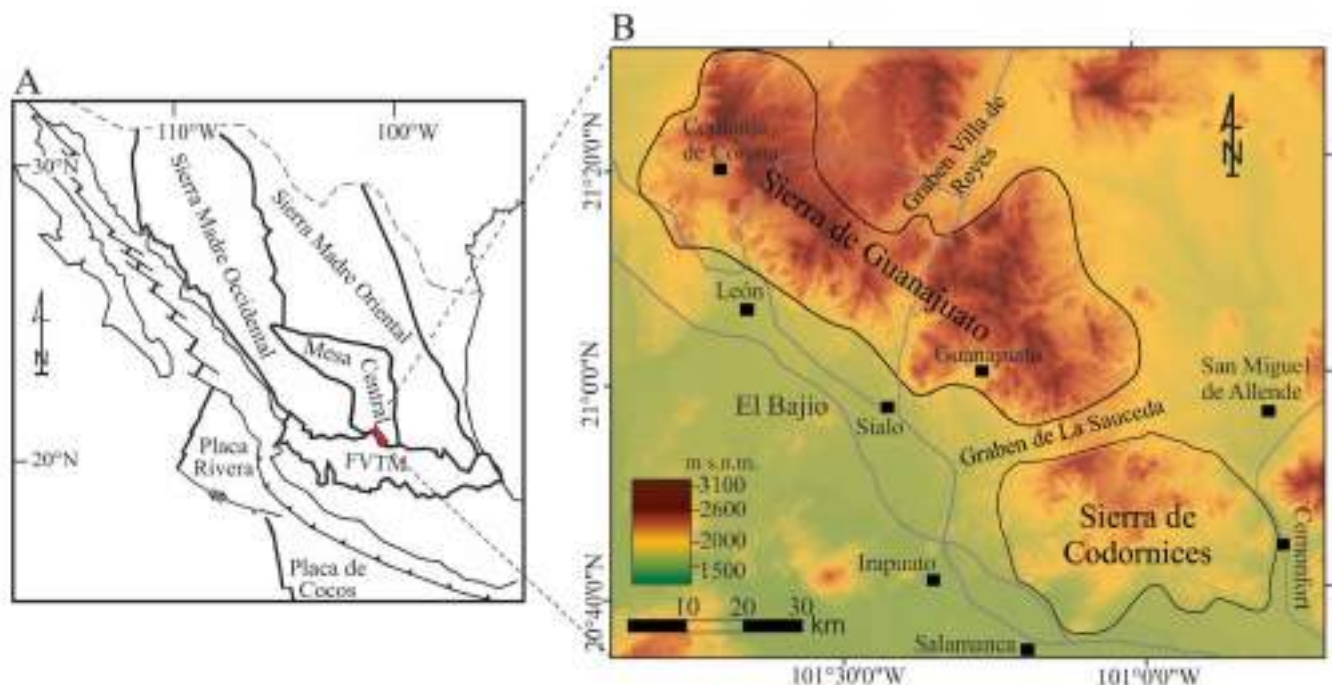 A
110°W
100°W
30°N
20°N
Sierra Madre Occidental
Sierra Madre Oriental
Mesa
Central
FVTM
Placa
Rivera
Placa de
Cocos
N
B
21°20'0"N
21°0'0"N
20°40'0"N
de
Graben Villa de
Reyes
N
Sierra de Guanajuato
León
Guanajuato
San Miguel
de Allende
El Bajío
Sialo
Graben de La Sauceda
m s.n.m.
3100
2600
2000
1500
Sierra de
Codornices
Comonfort
Irapuato
10 20 30
km
Salamanca
101°30'0"W
101°0'0"W